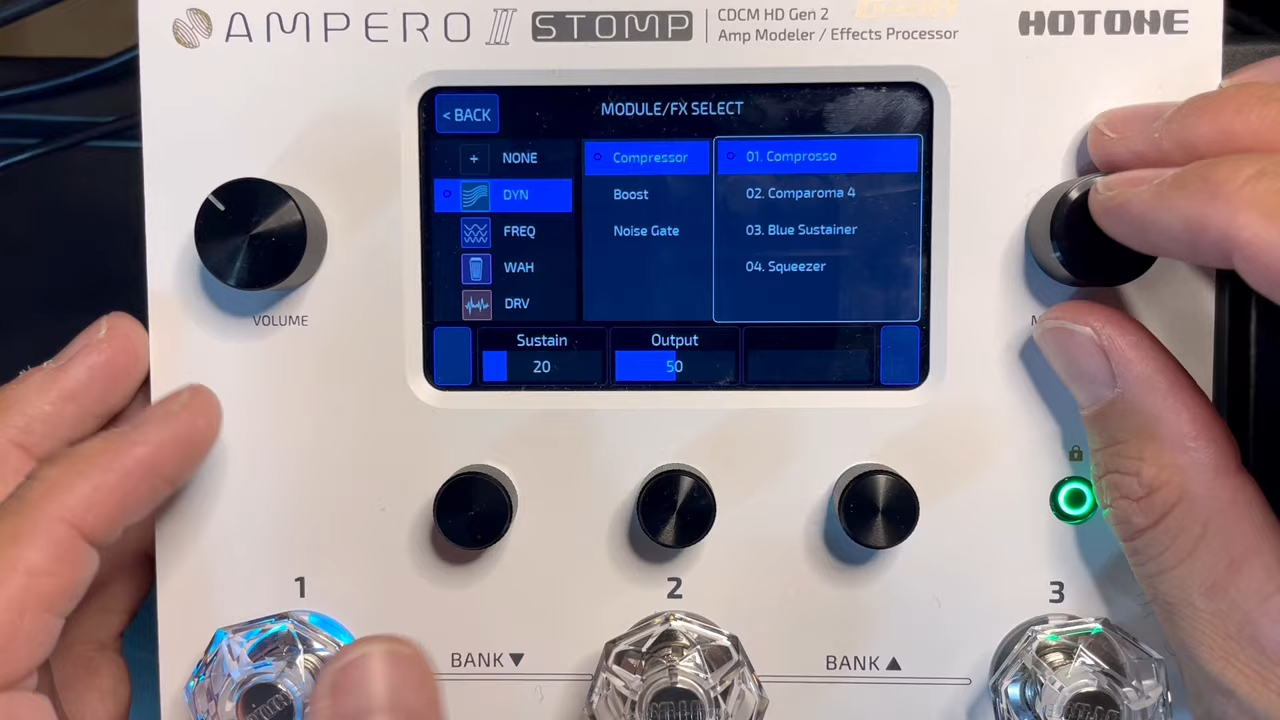 AMPERO II STOMP
CDCM HD Gen 2
Amp Modeler / Effects Processor
HOTONE
< BACK
MODULE/FX SELECT
+ NONE
DYN
FREQ
WAH
DRV
Compressor
Boost
Noise Gate
01. Comprosso
02. Comparoma 4
03. Blue Sustainer
04. Squeezer
Sustain
20
Output
50
VOLUME
1
2
3
BANK ▼
BANK ▲